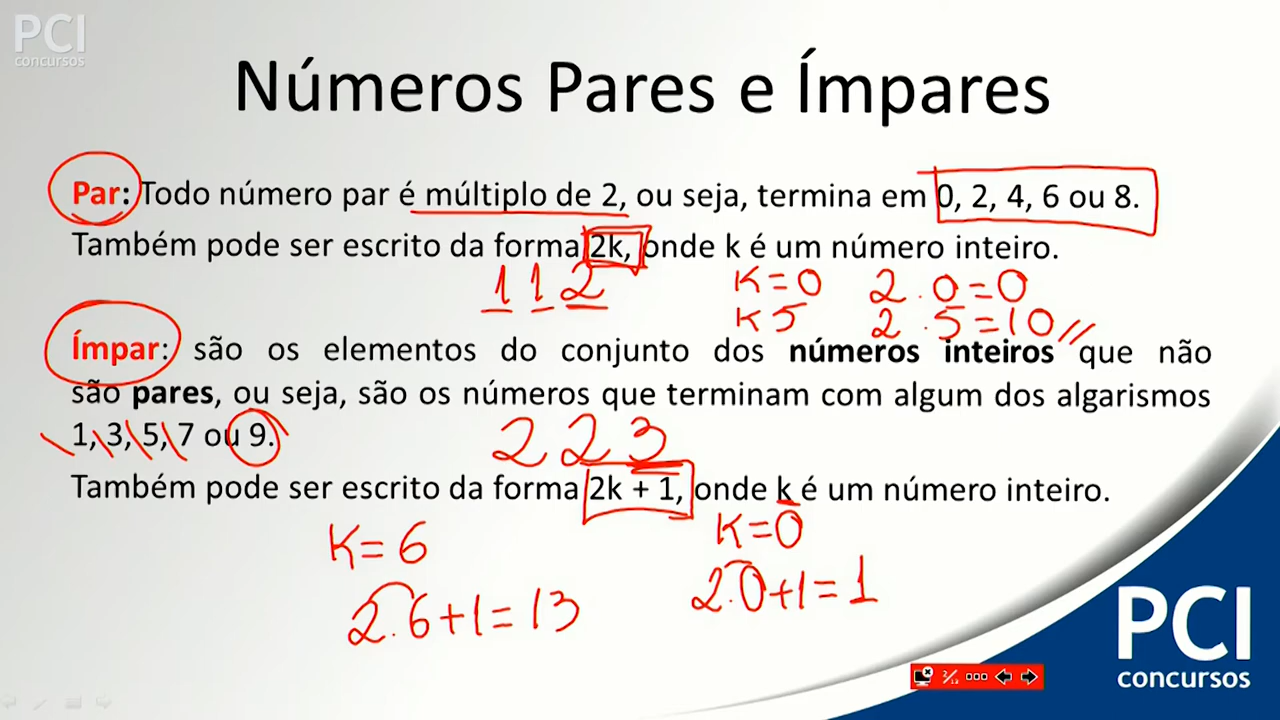 PCI
concursos
Números Pares e Ímpares
Par: Todo número par é múltiplo de 2, ou seja, termina em 0, 2, 4, 6 ou 8.
Também pode ser escrito da forma 2k, onde k é um número inteiro.
112 K=0 2.0=0
K 5 2.5=10//
Ímpar: são os elementos do conjunto dos números inteiros que não
são pares, ou seja, são os números que terminam com algum dos algarismos
1, 3, 5, 7 ou 9. 223
Também pode ser escrito da forma 2k + 1, onde k é um número inteiro.
K=6 K=0
2.6+1=13 2.0+1=1
PCI
concursos